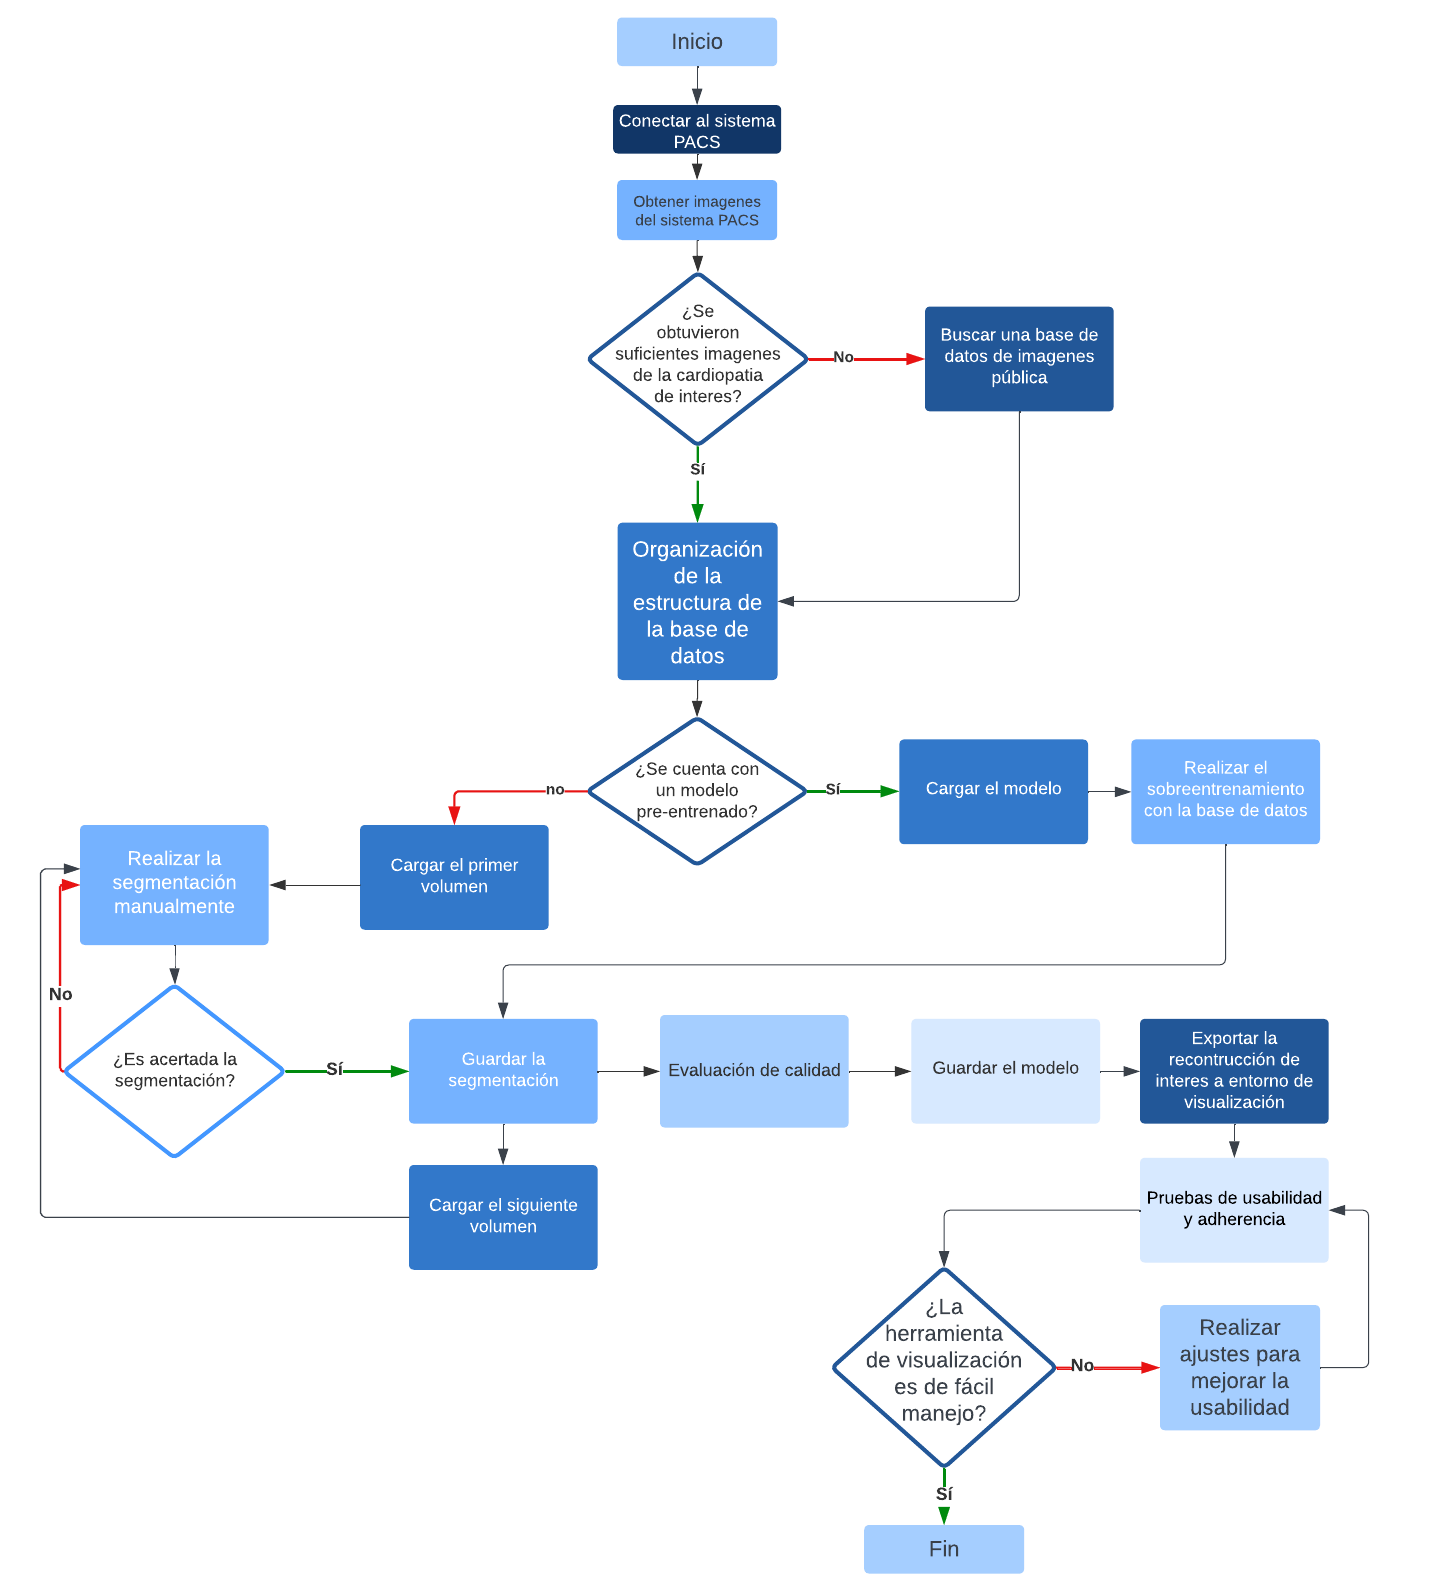 Inicio
Conectar al sistema
PACS
Obtener imagenes
del sistema PACS
¿Se
obtuvieron
suficientes imagenes
de la cardiopatia
de interes?
No
Buscar una base de
datos de imagenes
pública
Sí
Organización
de la
estructura de
la base de
datos
¿Se cuenta con
un modelo
pre-entrenado?
no
Sí
Cargar el modelo
Realizar el
sobreentrenamiento
con la base de datos
Cargar el primer
volumen
Realizar la
segmentación
manualmente
No
¿Es acertada la
segmentación?
Sí
Guardar la
segmentación
Evaluación de calidad
Guardar el modelo
Exportar la
recontrucción de
interes a entorno de
visualización
Cargar el siguiente
volumen
Pruebas de usabilidad
y adherencia
¿La
herramienta
de visualización
es de fácil
manejo?
No
Realizar
ajustes para
mejorar la
usabilidad
Sí
Fin